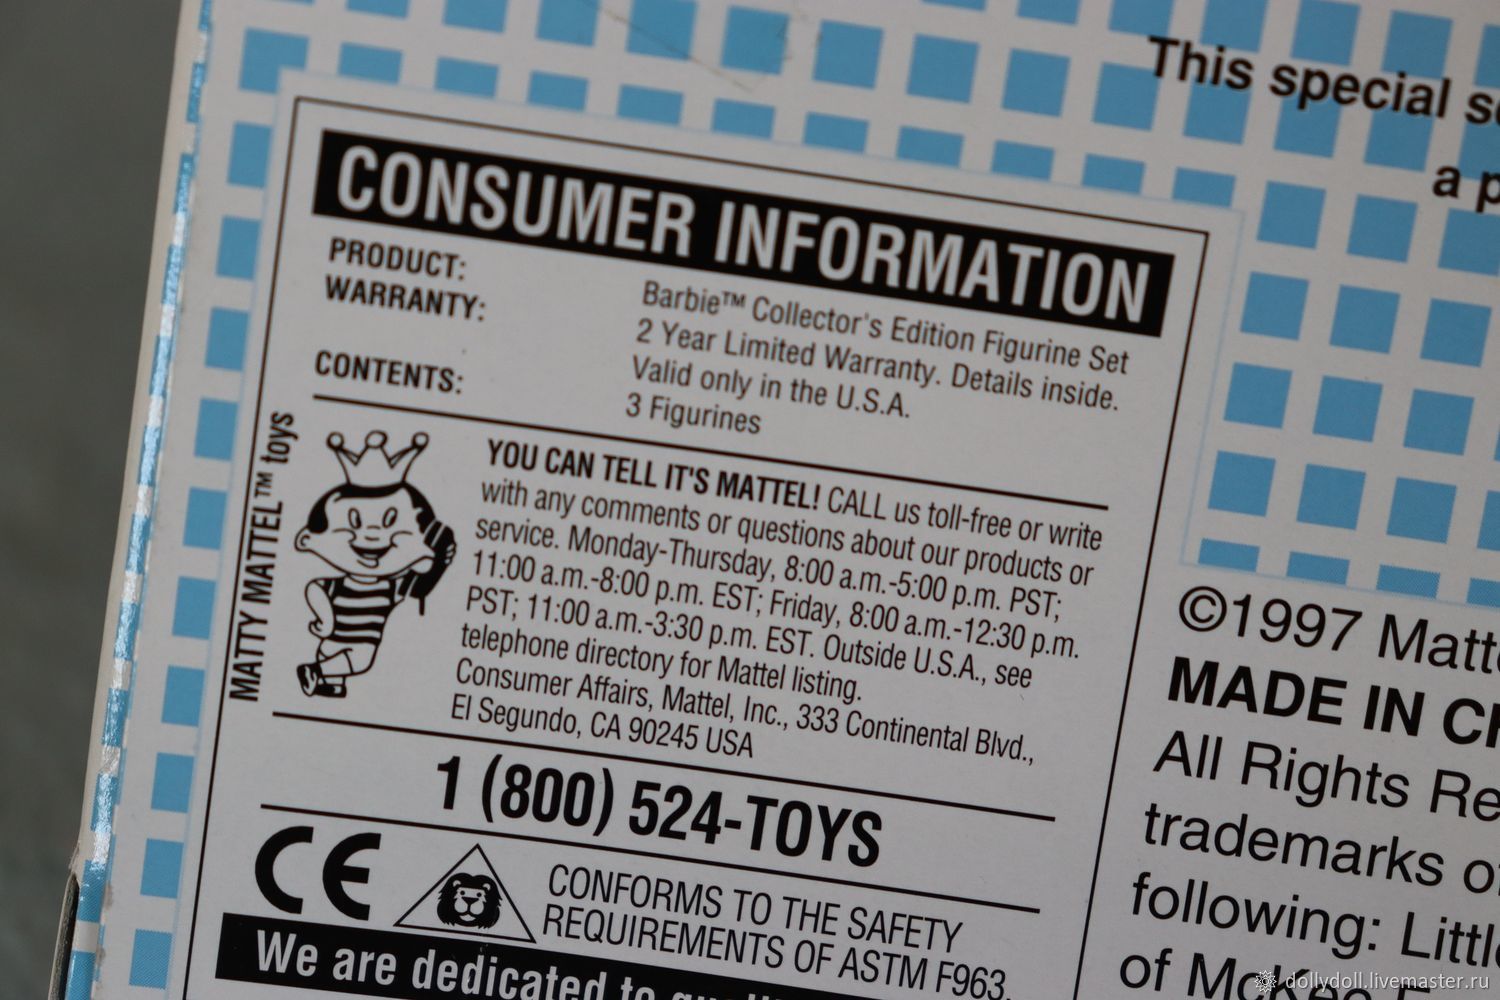 This special
a
CONSUMER INFORMATION
PRODUCT: Barbie™ Collector's Edition Figurine Set
WARRANTY: 2 Year Limited Warranty. Details inside.
Valid only in the U.S.A.
CONTENTS: 3 Figurines
MATTY MATTEL™ toys
YOU CAN TELL IT'S MATTEL! CALL us toll-free or write
with any comments or questions about our products or
service. Monday-Thursday, 8:00 a.m.-5:00 p.m. PST;
11:00 a.m.-8:00 p.m. EST; Friday, 8:00 a.m.-12:30 p.m.
PST; 11:00 a.m.-3:30 p.m. EST. Outside U.S.A., see
telephone directory for Mattel listing.
Consumer Affairs, Mattel, Inc., 333 Continental Blvd.,
El Segundo, CA 90245 USA
1 (800) 524-TOYS
CE
CONFORMS TO THE SAFETY
REQUIREMENTS OF ASTM F963.
We are dedicated to
©1997 Matt
MADE IN
All Rights Re
trademarks
following:
of
dollydoll.livemaster.ru